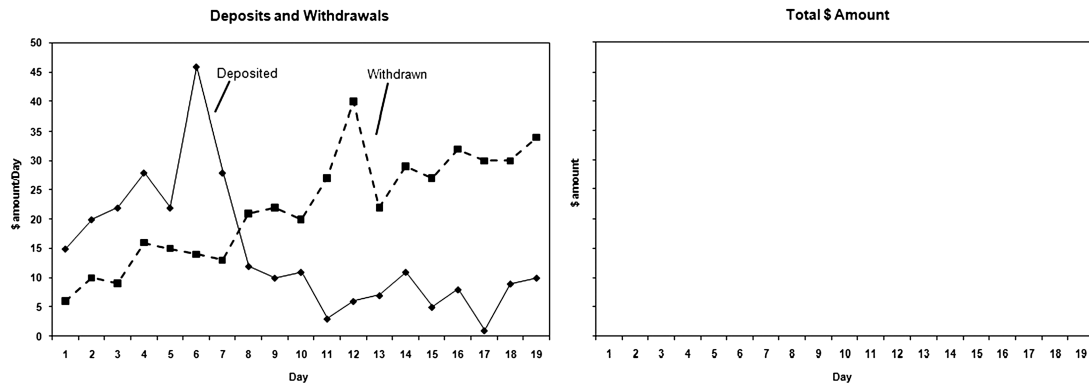 Deposits and Withdrawals
50
45
40
35
30
25
20
15
10
5
0
$ amount/Day
Deposited
Withdrawn
1 2 3 4 5 6 7 8 9 10 11 12 13 14 15 16 17 18 19
Day
Total $ Amount
$ amount
1 2 3 4 5 6 7 8 9 10 11 12 13 14 15 16 17 18 19
Day